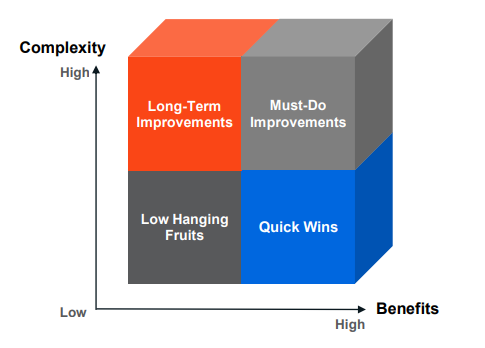 Complexity
High
Long-Term
Improvements
Must-Do
Improvements
Low Hanging
Fruits
Quick Wins
Low
Benefits
High